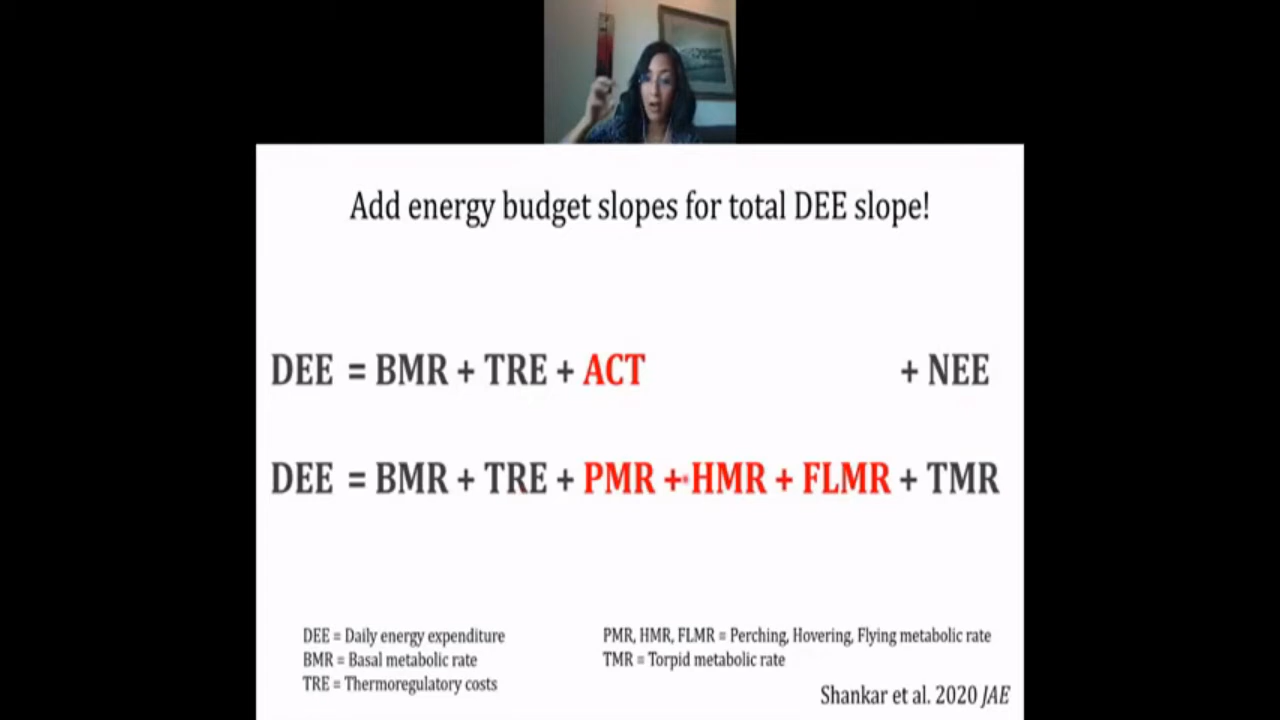 Add energy budget slopes for total DEE slope!
DEE = BMR + TRE + ACT + NEE
DEE = BMR + TRE + PMR + HMR + FLMR + TMR
DEE = Daily energy expenditure
BMR = Basal metabolic rate
TRE = Thermoregulatory costs
PMR, HMR, FLMR = Perching, Hovering, Flying metabolic rate
TMR = Torpid metabolic rate
Shankar et al. 2020 JAE